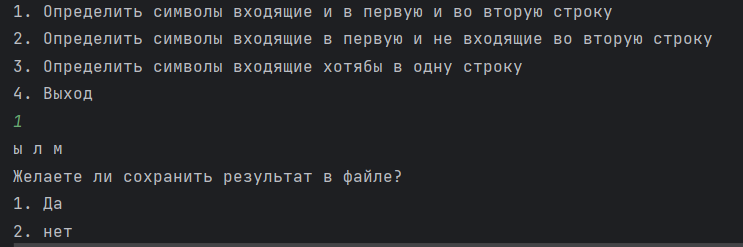 1. Определить символы входящие и в первую и во вторую строку
2. Определить символы входящие в первую и не входящие во вторую строку
3. Определить символы входящие хотябы в одну строку
4. Выход
1
ы л м
Желаете ли сохранить результат в файле?
1. Да
2. нет